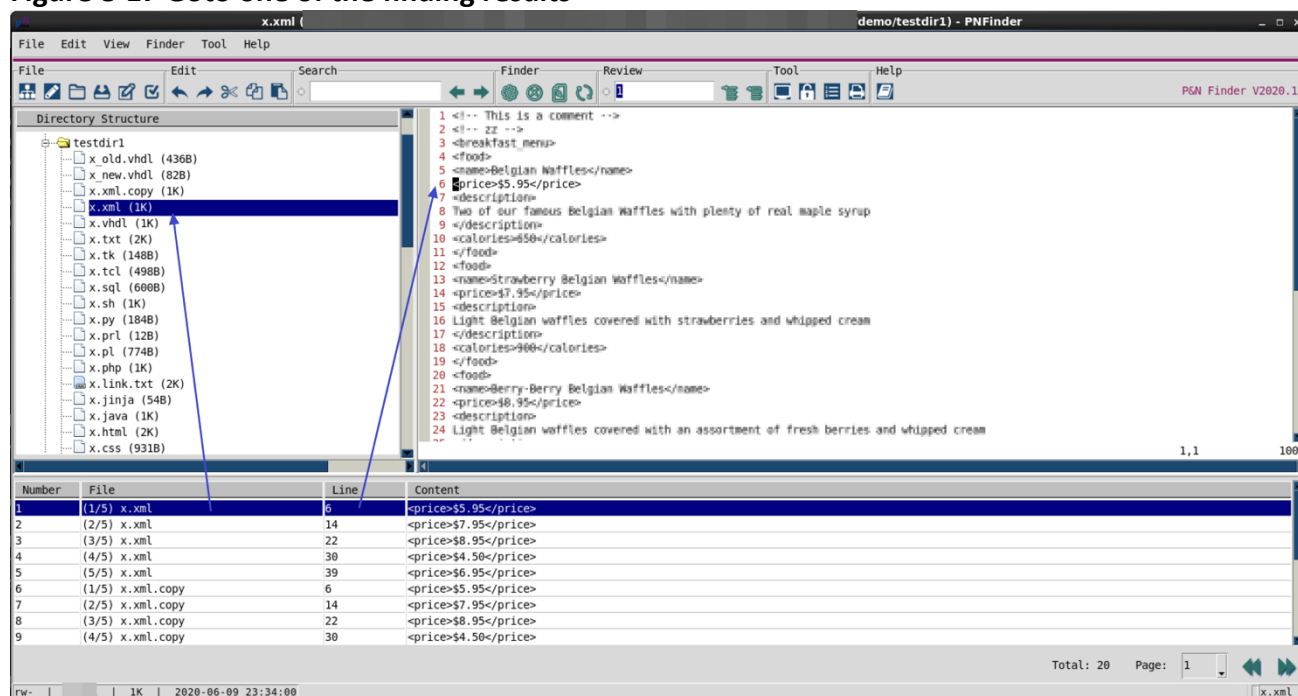 Figure 3-17 Goto one of the finding results
x.xml ( demo/testdir1) - PNFinder
File Edit View Finder Tool Help
File Edit Search Finder Review Tool Help
1
P&N Finder V2020.1
Directory Structure
testdir1
x_old.vhdl (436B)
x_new.vhdl (82B)
x.xml.copy (1K)
x.xml (1K)
x.vhdl (1K)
x.txt (2K)
x.tk (148B)
x.tcl (498B)
x.sql (600B)
x.sh (1K)
x.py (184B)
x.prl (12B)
x.pl (774B)
x.php (1K)
x.link.txt (2K)
x.jinja (54B)
x.java (1K)
x.html (2K)
x.css (931B)
1 <!-- This is a comment -->
2 <!-- zz -->
3 <breakfast_menu>
4 <food>
5 <name>Belgian Waffles</name>
6 <price>$5.95</price>
7 <description>
8 Two of our famous Belgian Waffles with plenty of real maple syrup
9 </description>
10 <calories>650</calories>
11 </food>
12 <food>
13 <name>Strawberry Belgian Waffles</name>
14 <price>$7.95</price>
15 <description>
16 Light Belgian waffles covered with strawberries and whipped cream
17 </description>
18 <calories>900</calories>
19 </food>
20 <food>
21 <name>Berry-Berry Belgian Waffles</name>
22 <price>$8.95</price>
23 <description>
24 Light Belgian waffles covered with an assortment of fresh berries and whipped cream
1,1 100
Number File Line Content
1 (1/5) x.xml 6 <price>$5.95</price>
2 (2/5) x.xml 14 <price>$7.95</price>
3 (3/5) x.xml 22 <price>$8.95</price>
4 (4/5) x.xml 30 <price>$4.50</price>
5 (5/5) x.xml 39 <price>$6.95</price>
6 (1/5) x.xml.copy 6 <price>$5.95</price>
7 (2/5) x.xml.copy 14 <price>$7.95</price>
8 (3/5) x.xml.copy 22 <price>$8.95</price>
9 (4/5) x.xml.copy 30 <price>$4.50</price>
Total: 20 Page: 1
rw- | | 1K | 2020-06-09 23:34:00 x.xml